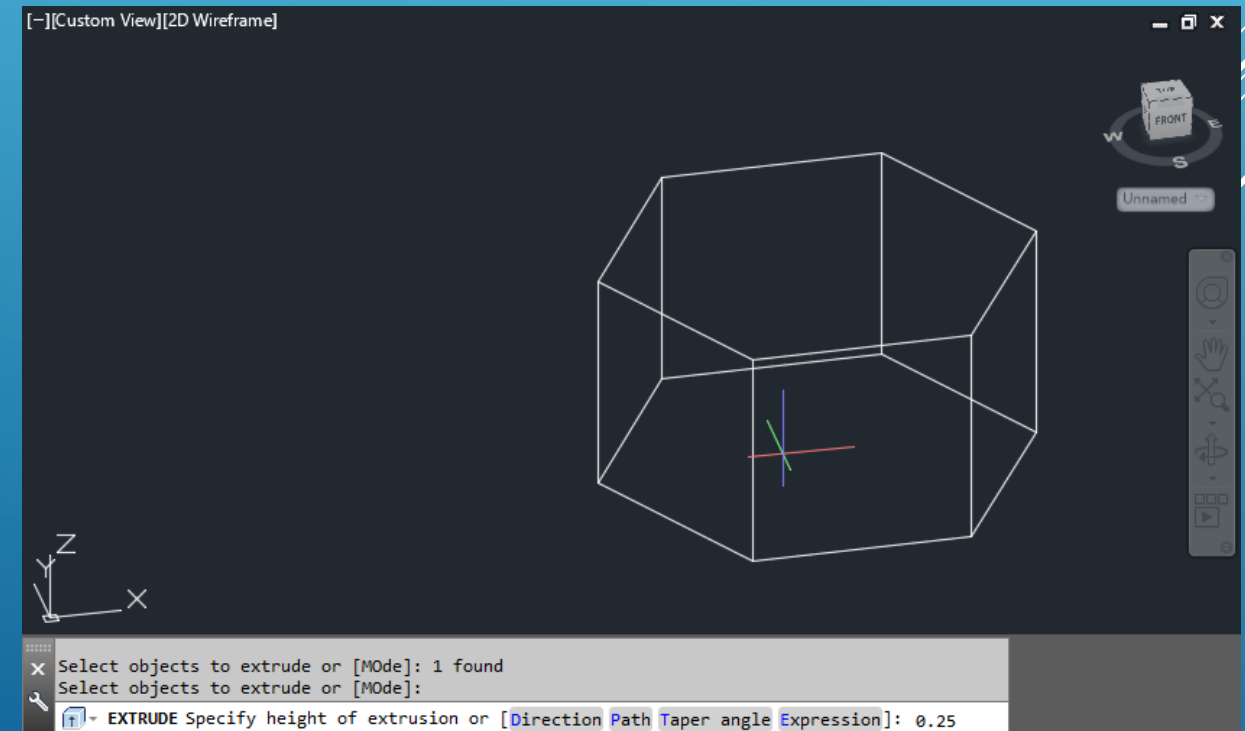 [−][Custom View][2D Wireframe]
FRONT
W
E
S
Unnamed
Z
Y
X
Select objects to extrude or [MOde]: 1 found
Select objects to extrude or [MOde]:
EXTRUDE Specify height of extrusion or [Direction Path Taper angle Expression]: 0.25